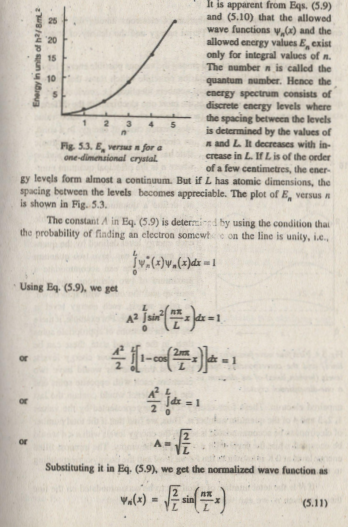 It is apparent from Eqs. (5.9)
and (5.10) that the allowed
wave functions ψₙ(x) and the
allowed energy values Eₙ exist
only for integral values of n.
The number n is called the
quantum number. Hence the
energy spectrum consists of
discrete energy levels where
the spacing between the levels
is determined by the values of
n and L. It decreases with in-
crease in L. If L is of the order
of a few centimetres, the ener-
Energy in units of h²/8mL²
25
20
15
10
5
1 2 3 4 5
n
Fig. 5.3. Eₙ versus n for a
one-dimensional crystal.
gy levels form almost a continuum. But if L has atomic dimensions, the
spacing between the levels becomes appreciable. The plot of Eₙ versus n
is shown in Fig. 5.3.
The constant A in Eq. (5.9) is by using the condition that
the probability of finding an electron on the line is unity, i.e.,
∫₀ᴸ ψₙ*(x)ψₙ(x)dx = 1
Using Eq. (5.9), we get
A² ∫₀ᴸ sin²(nπ/L x)dx = 1
or A²/2 ∫₀ᴸ [1-cos(2nπ/L x)]dx = 1
or A²/2 ∫₀ᴸ dx = 1
or A = √(2/L)
Substituting it in Eq. (5.9), we get the normalized wave function as
ψₙ(x) = √(2/L) sin(nπ/L x) (5.11)